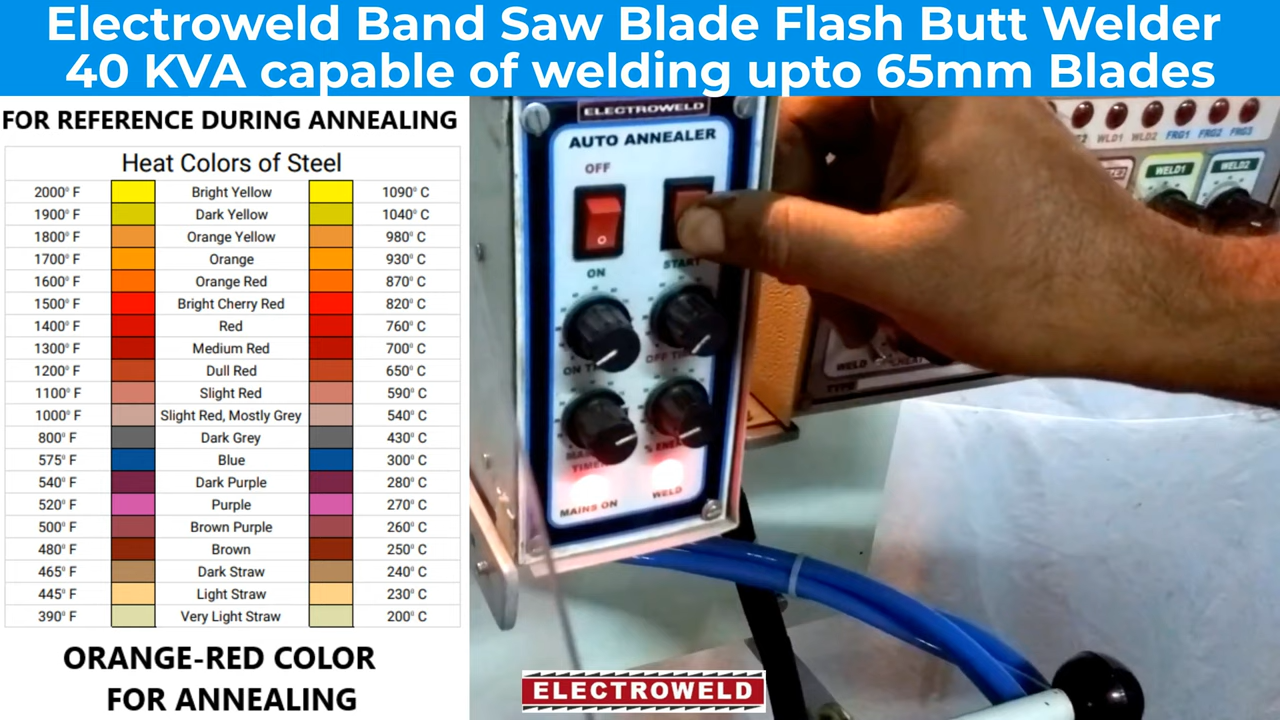 Electroweld Band Saw Blade Flash Butt Welder
40 KVA capable of welding upto 65mm Blades
FOR REFERENCE DURING ANNEALING
Heat Colors of Steel
2000° F Bright Yellow 1090° C
1900° F Dark Yellow 1040° C
1800° F Orange Yellow 980° C
1700° F Orange 930° C
1600° F Orange Red 870° C
1500° F Bright Cherry Red 820° C
1400° F Red 760° C
1300° F Medium Red 700° C
1200° F Dull Red 650° C
1100° F Slight Red 590° C
1000° F Slight Red, Mostly Grey 540° C
800° F Dark Grey 430° C
575° F Blue 300° C
540° F Dark Purple 280° C
520° F Purple 270° C
500° F Brown Purple 260° C
480° F Brown 250° C
465° F Dark Straw 240° C
445° F Light Straw 230° C
390° F Very Light Straw 200° C
ORANGE-RED COLOR
FOR ANNEALING
ELECTROWELD
AUTO ANNEALER
OFF
ON
START
MAINS ON
WELD
WLD1 WLD2 FRG1 FRG2 FRG3
WELD1 WELD2
WELD
TYPE
ELECTROWELD